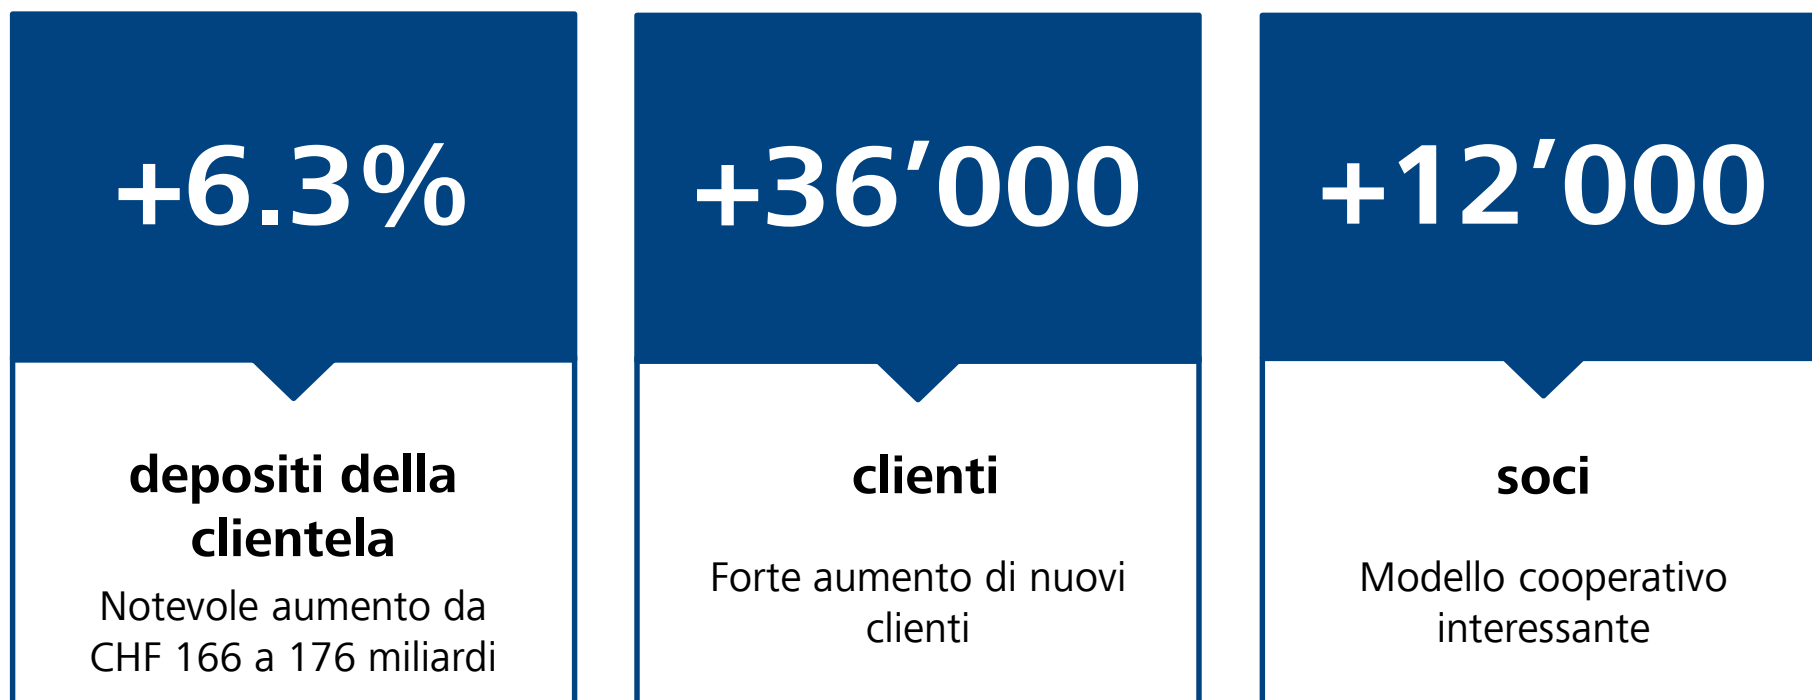 +6.3%
depositi della
clientela
Notevole aumento da
CHF 166 a 176 miliardi
+36’000
clienti
Forte aumento di nuovi
clienti
+12’000
soci
Modello cooperativo
interessante